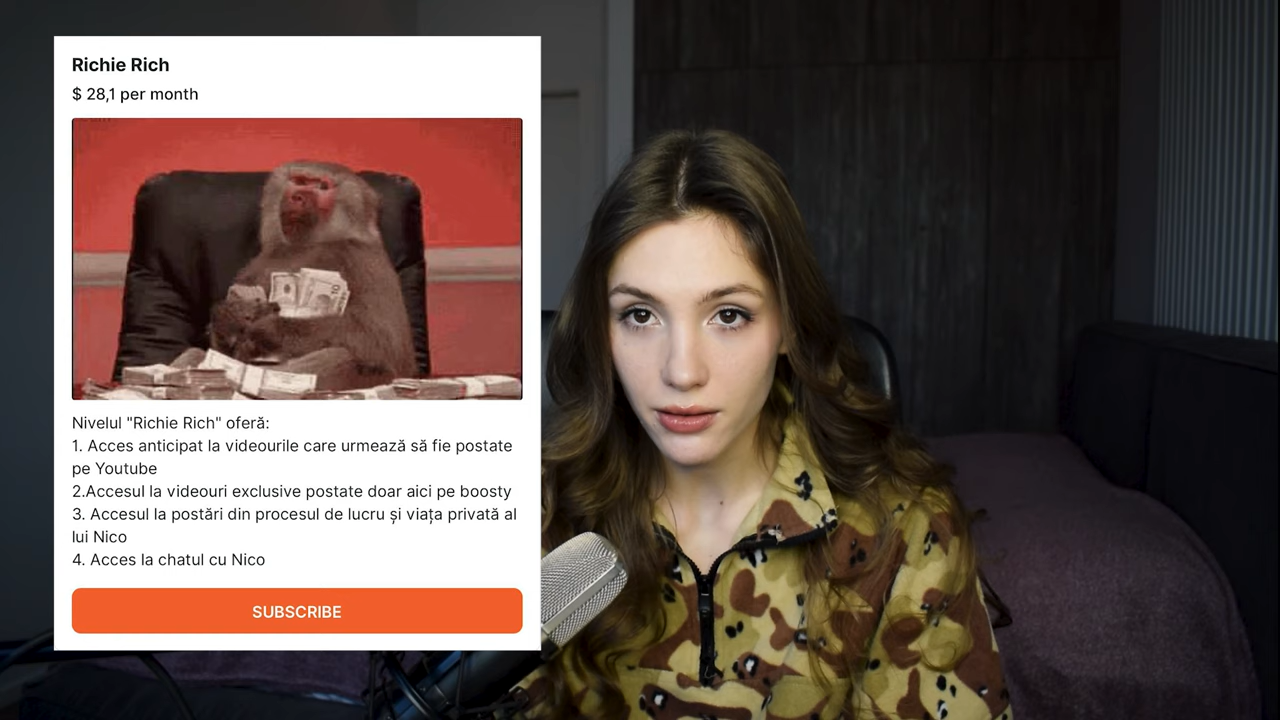 Richie Rich
$ 28,1 per month
Nivelul "Richie Rich" oferă:
1. Acces anticipat la videourile care urmează să fie postate
pe Youtube
2.Accesul la videouri exclusive postate doar aici pe boosty
3. Accesul la postări din procesul de lucru și viața privată al
lui Nico
4. Acces la chatul cu Nico
SUBSCRIBE